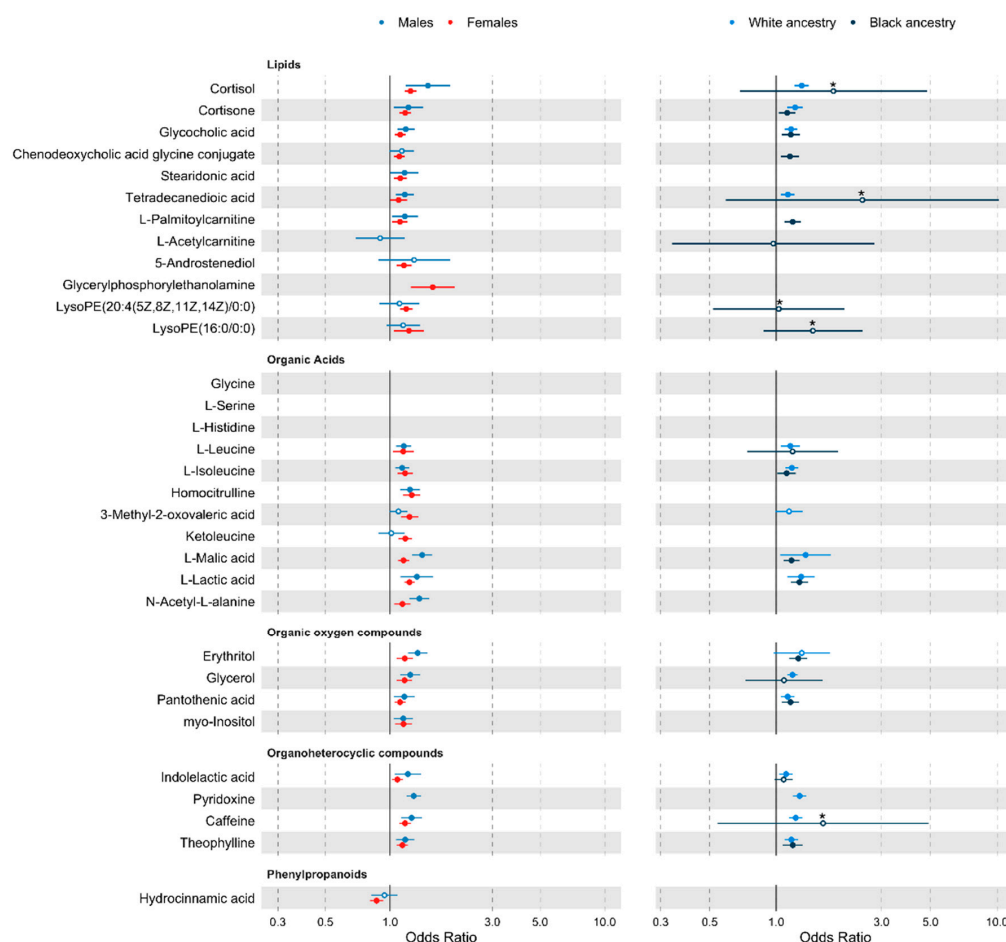 Males Females White ancestry Black ancestry
Lipids
Cortisol *
Cortisone
Glycocholic acid
Chenodeoxycholic acid glycine conjugate
Stearidonic acid
Tetradecanedioic acid *
L-Palmitoylcarnitine
L-Acetylcarnitine
5-Androstenediol
Glycerylphosphorylethanolamine
LysoPE(20:4(5Z,8Z,11Z,14Z)/0:0) *
LysoPE(16:0/0:0) *
Organic Acids
Glycine
L-Serine
L-Histidine
L-Leucine
L-Isoleucine
Homocitrulline
3-Methyl-2-oxovaleric acid
Ketoleucine
L-Malic acid
L-Lactic acid
N-Acetyl-L-alanine
Organic oxygen compounds
Erythritol
Glycerol
Pantothenic acid
myo-Inositol
Organoheterocyclic compounds
Indolelactic acid
Pyridoxine
Caffeine *
Theophylline
Phenylpropanoids
Hydrocinnamic acid
0.3 0.5 1.0 3.0 5.0 10.0 0.3 0.5 1.0 3.0 5.0 10.0
Odds Ratio Odds Ratio